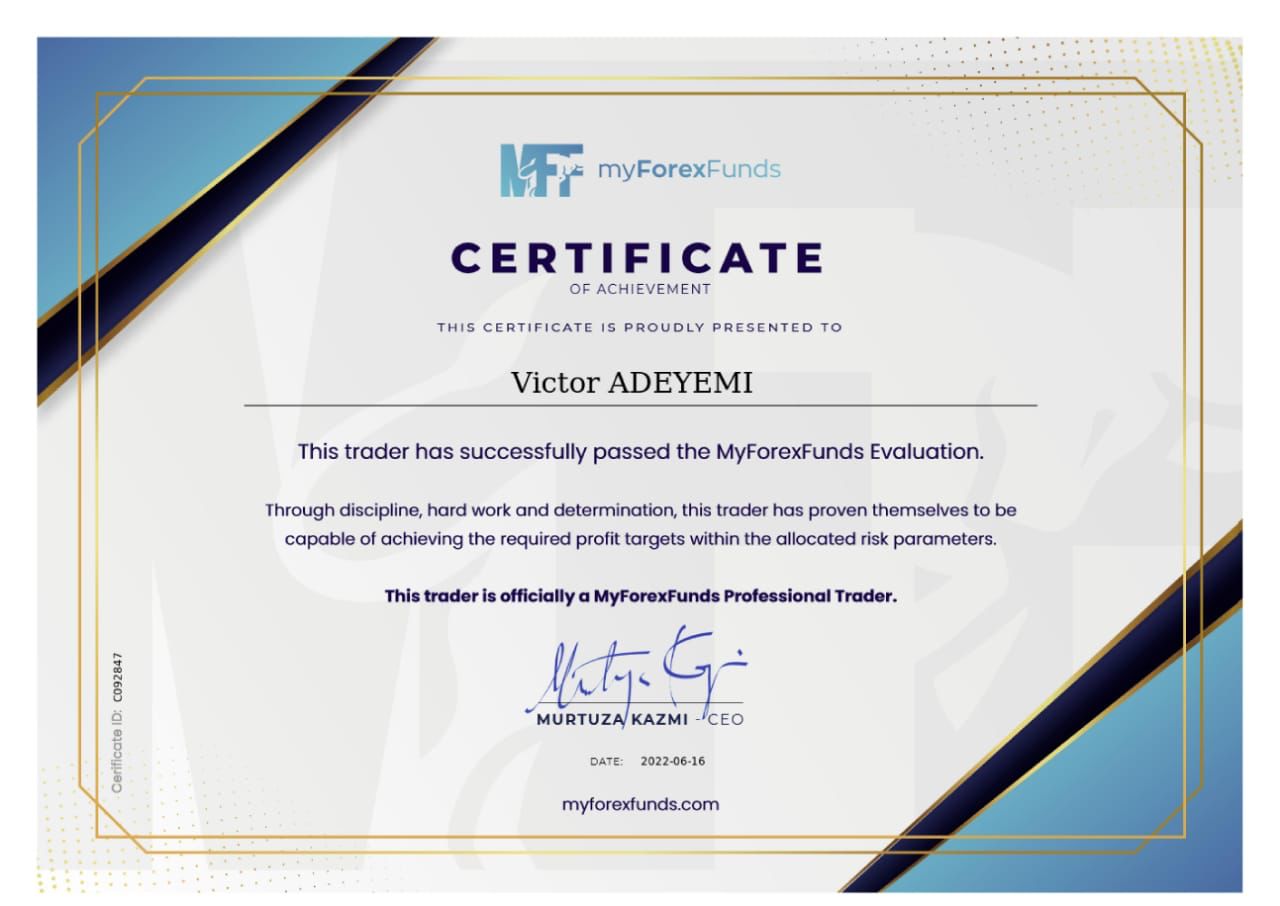 MFF myForexFunds
CERTIFICATE
OF ACHIEVEMENT
THIS CERTIFICATE IS PROUDLY PRESENTED TO
Victor ADEYEMI
This trader has successfully passed the MyForexFunds Evaluation.
Through discipline, hard work and determination, this trader has proven themselves to be
capable of achieving the required profit targets within the allocated risk parameters.
This trader is officially a MyForexFunds Professional Trader.
MURTUZA KAZMI - CEO
DATE: 2022-06-16
myforexfunds.com
Cerificate ID: C092847